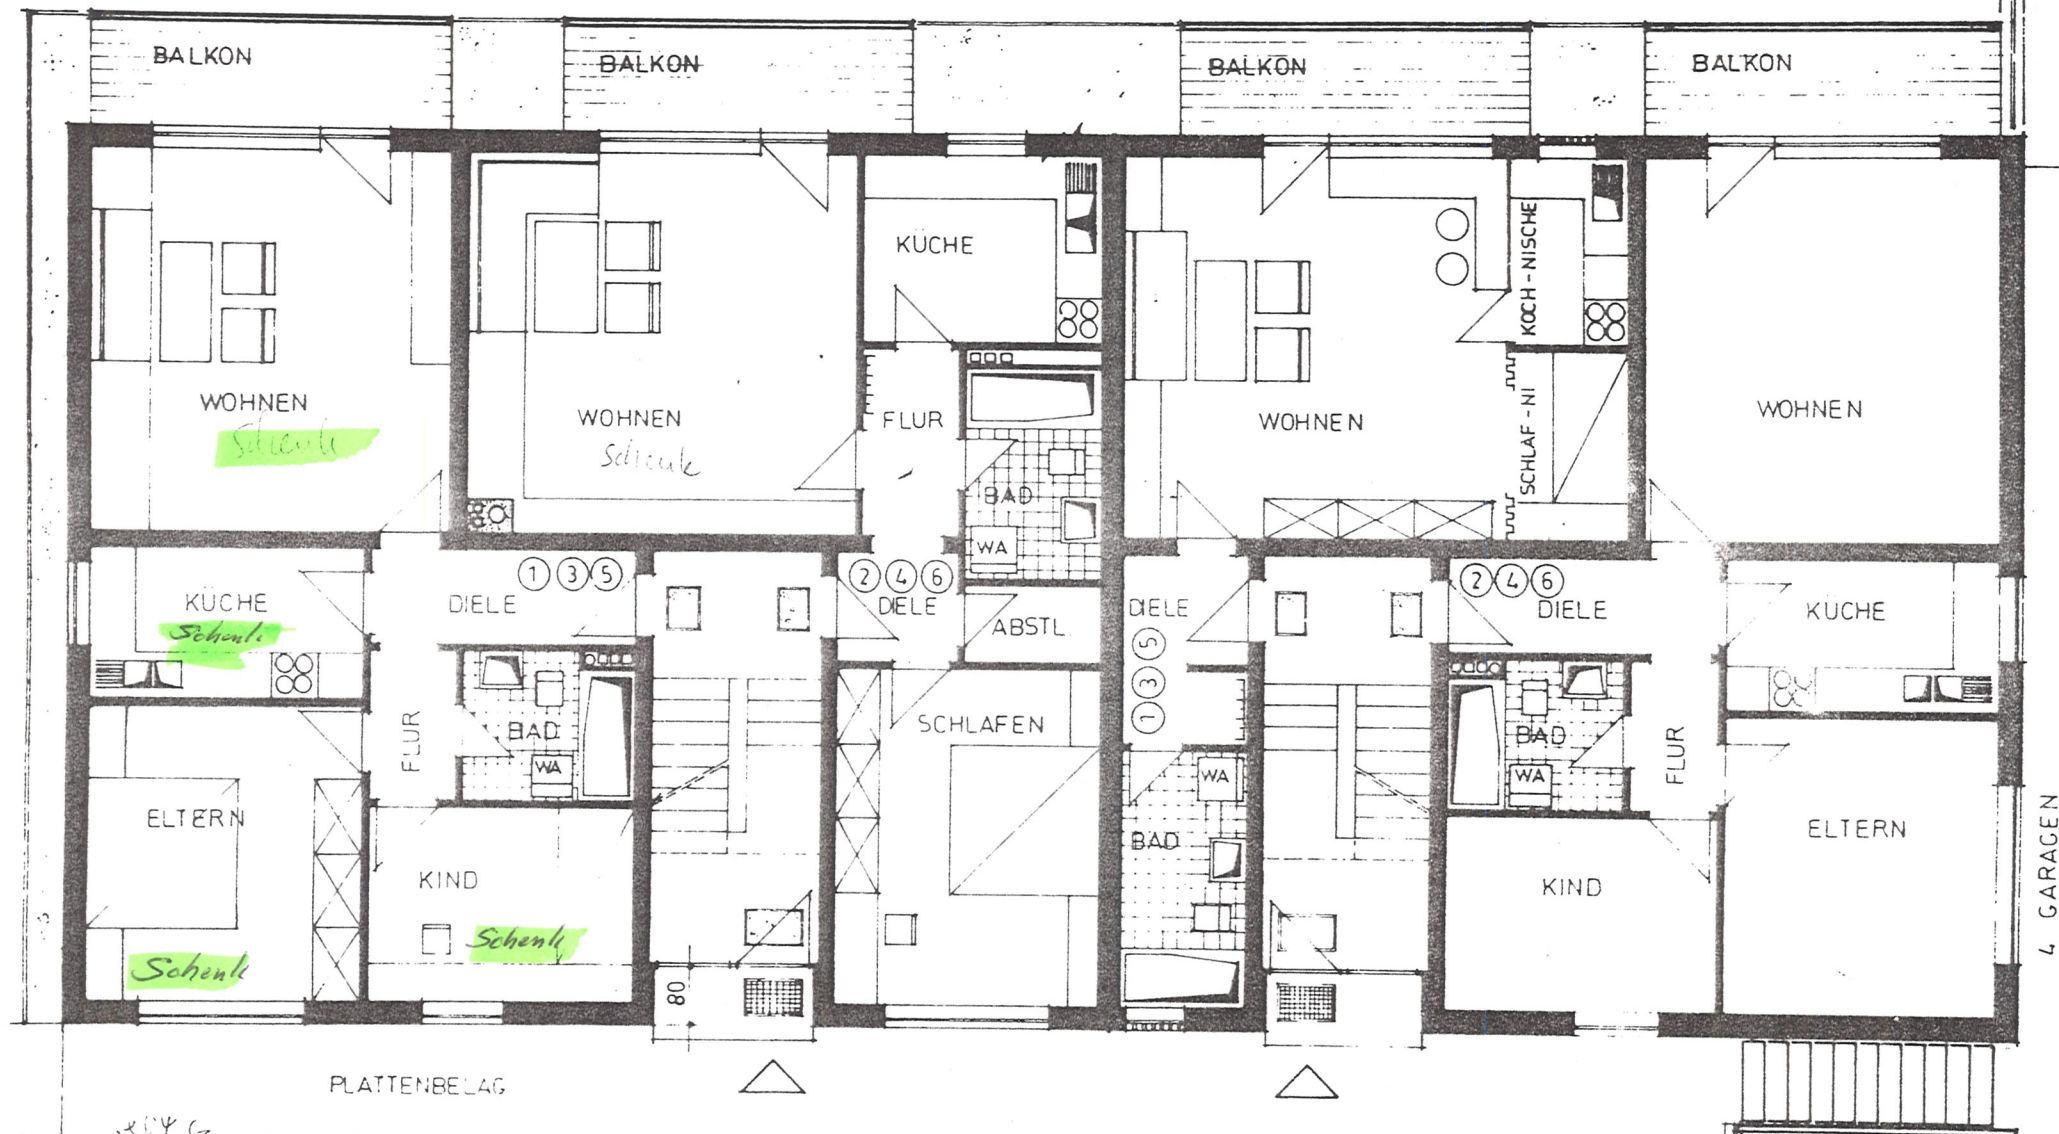 BALKON
BALKON
BALKON
BALKON
KÜCHE
KOCH-NISCHE
WOHNEN
Schenk
WOHNEN
Schenk
FLUR
WOHNEN
SCHLAF-NI
WOHNEN
BAD
WA
KÜCHE
Schenk
DIELE
1 3 5
2 4 6
DIELE
ABSTL.
DIELE
1 3 5
2 4 6
DIELE
KÜCHE
FLUR
BAD
WA
SCHLAFEN
WA
BAD
BAD
WA
FLUR
ELTERN
Schenk
KIND
Schenk
80
KIND
ELTERN
4 GARAGEN
PLATTENBELAG